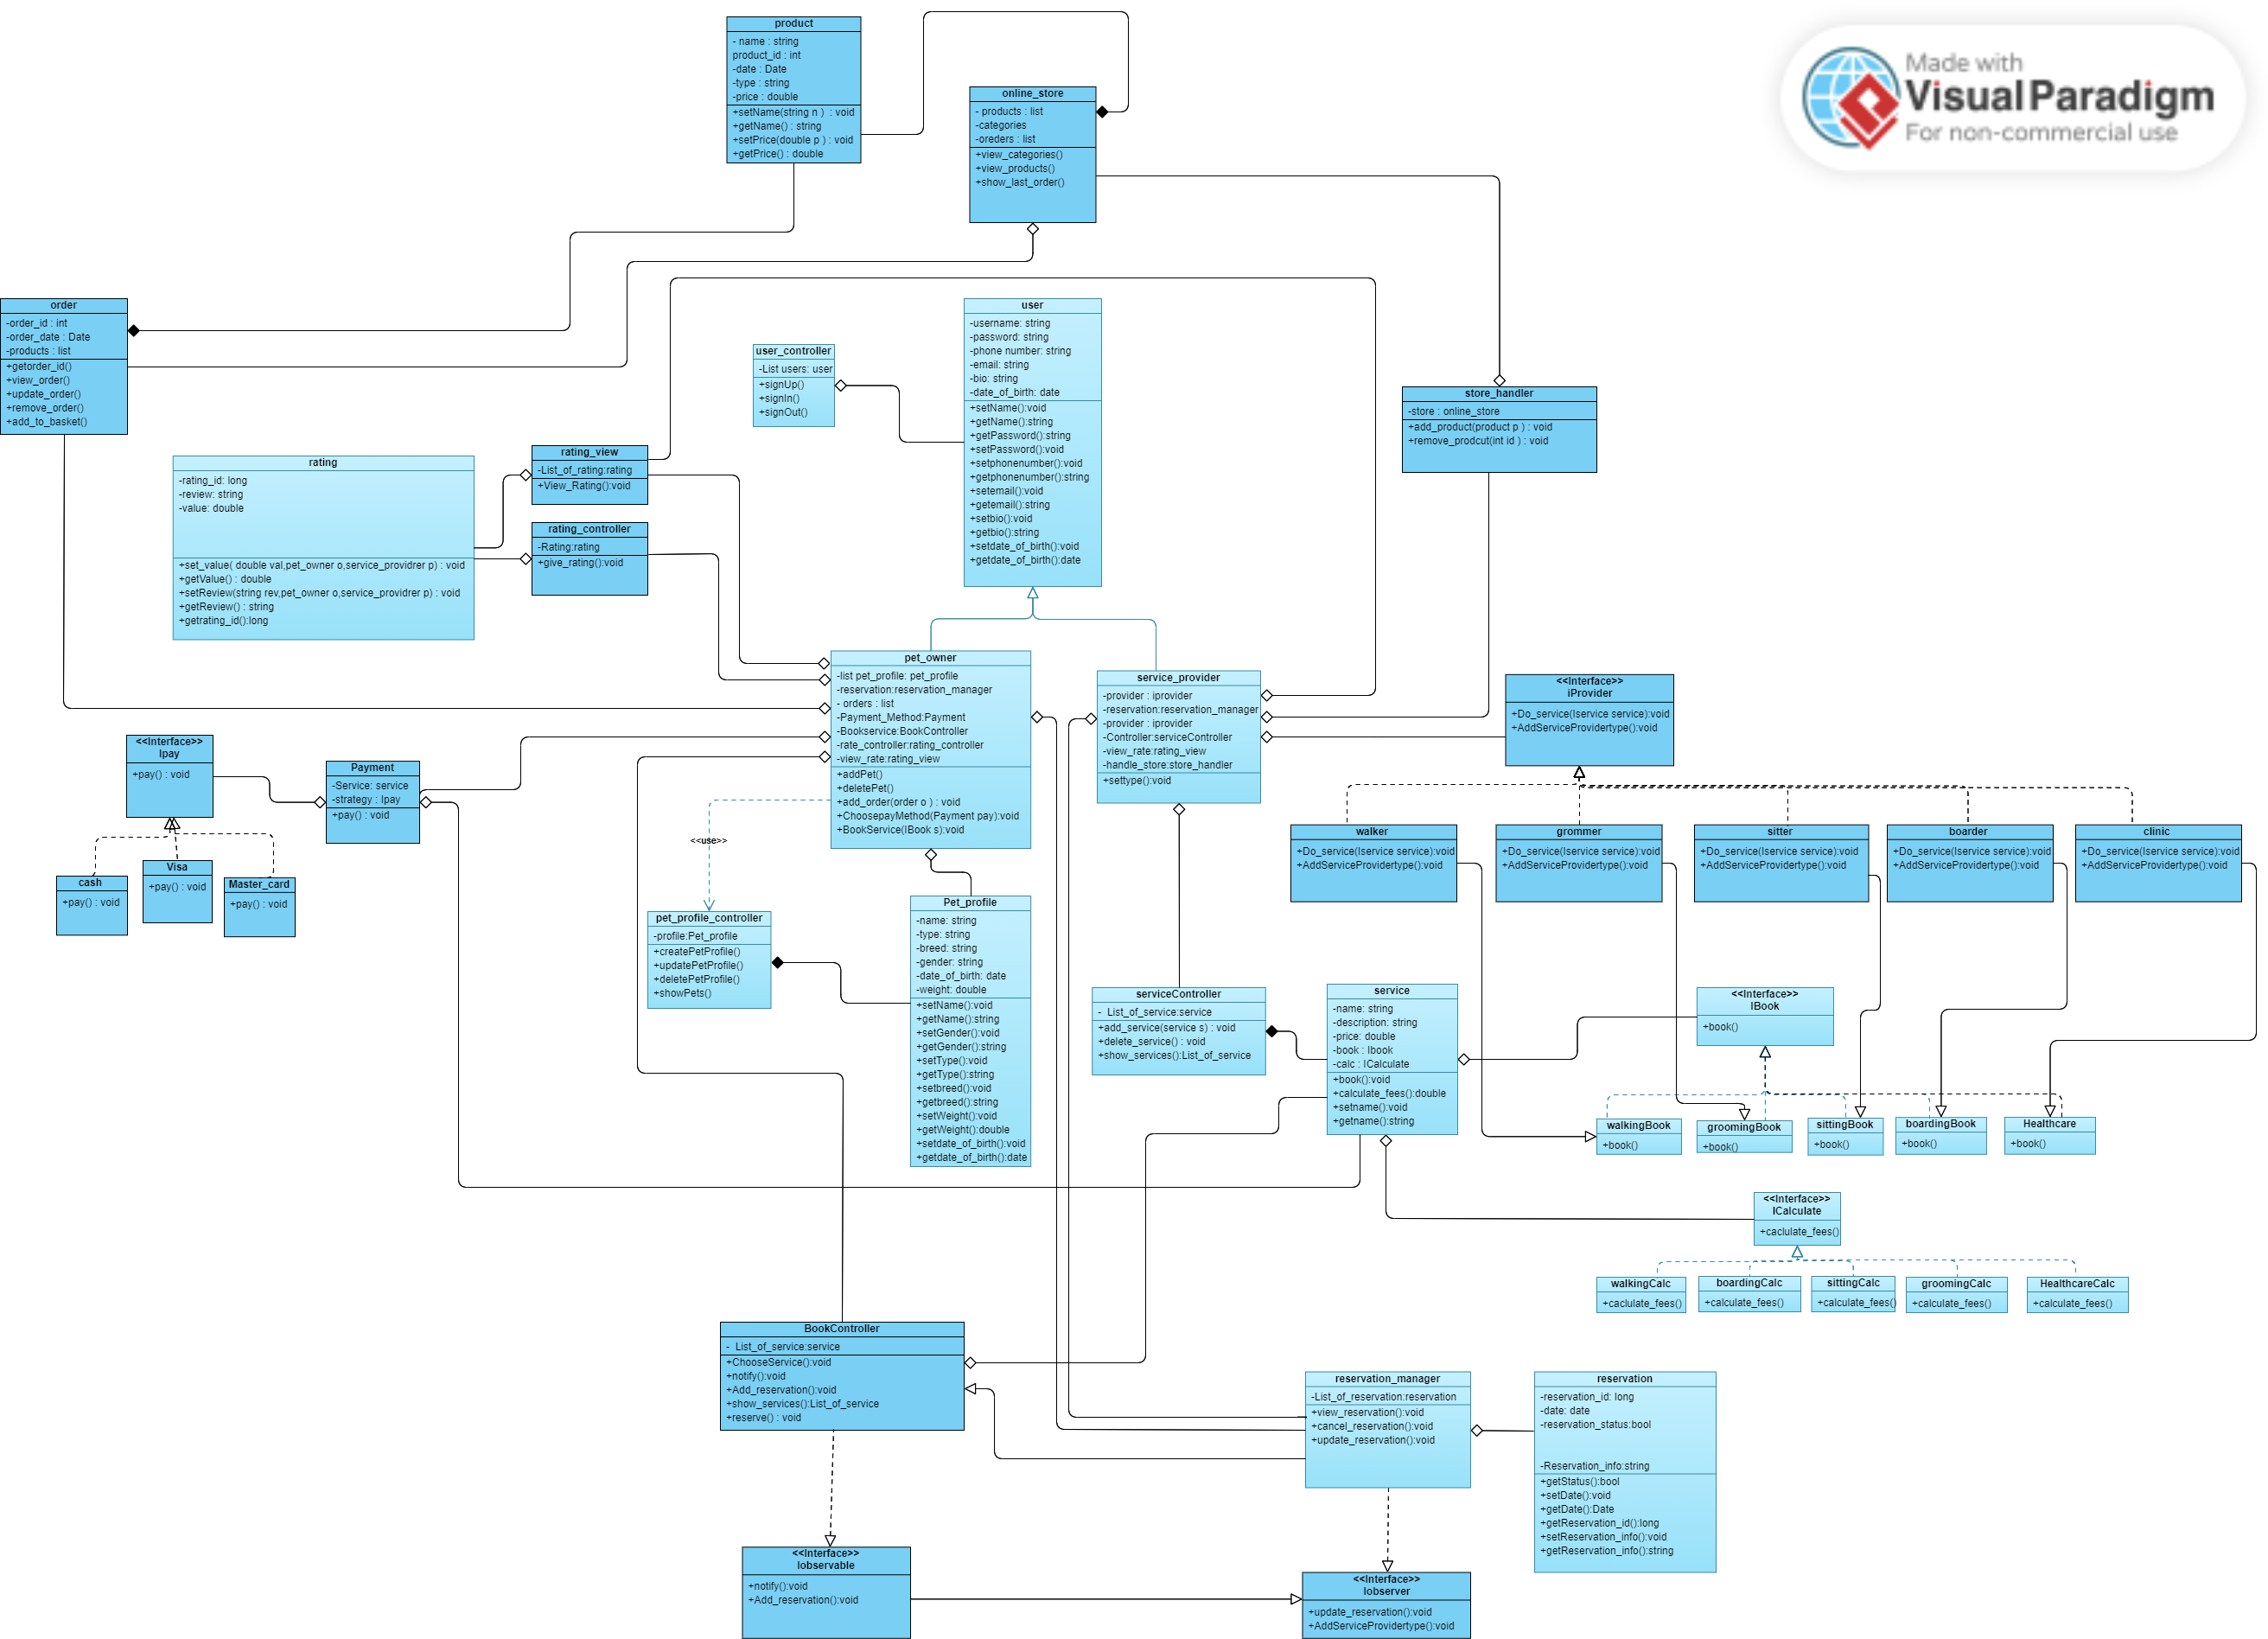 product
- name : string
product_id : int
-date : Date
-type : string
-price : double
+setName(string n ) : void
+getName() : string
+setPrice(double p ) : void
+getPrice() : double
online_store
- products : list
-categories
-oreders : list
+view_categories()
+view_products()
+show_last_order()
Made with
Visual Paradigm
For non-commercial use
order
-order_id : int
-order_date : Date
-products : list
+getorder_id()
+view_order()
+update_order()
+remove_order()
+add_to_basket()
user_controller
-List users: user
+signUp()
+signIn()
+signOut()
user
-username: string
-password: string
-phone number: string
-email: string
-bio: string
-date_of_birth: date
+setName():void
+getName():string
+getPassword():string
+setPassword():void
+setphonenumber():void
+getphonenumber():string
+setemail():void
+getemail():string
+setbio():void
+getbio():string
+setdate_of_birth():void
+getdate_of_birth():date
store_handler
-store : online_store
+add_product(product p ) : void
+remove_prodcut(int id ) : void
rating
-rating_id: long
-review: string
-value: double
+set_value( double val,pet_owner o,service_providrer p) : void
+getValue() : double
+setReview(string rev,pet_owner o,service_providrer p) : void
+getReview() : string
+getrating_id():long
rating_view
-List_of_rating:rating
+View_Rating():void
rating_controller
-Rating:rating
+give_rating():void
pet_owner
-list pet_profile: pet_profile
-reservation:reservation_manager
- orders : list
-Payment_Method:Payment
-Bookservice:BookController
-rate_controller:rating_controller
-view_rate:rating_view
+addPet()
+deletePet()
+add_order(order o ) : void
+ChoosepayMethod(Payment pay):void
+BookService(IBook s):void
service_provider
-provider : iprovider
-reservation:reservation_manager
-provider : iprovider
-Controller:serviceController
-view_rate:rating_view
-handle_store:store_handler
+settype():void
<<Interface>>
iProvider
+Do_service(Iservice service):void
+AddServiceProvidertype():void
<<Interface>>
Ipay
+pay() : void
Payment
-Service: service
-strategy : Ipay
+pay() : void
cash
+pay() : void
Visa
+pay() : void
Master_card
+pay() : void
<<use>>
walker
+Do_service(Iservice service):void
+AddServiceProvidertype():void
grommer
+Do_service(Iservice service):void
+AddServiceProvidertype():void
sitter
+Do_service(Iservice service):void
+AddServiceProvidertype():void
boarder
+Do_service(Iservice service):void
+AddServiceProvidertype():void
clinic
+Do_service(Iservice service):void
+AddServiceProvidertype():void
pet_profile_controller
-profile:Pet_profile
+createPetProfile()
+updatePetProfile()
+deletePetProfile()
+showPets()
Pet_profile
-name: string
-type: string
-breed: string
-gender: string
-date_of_birth: date
-weight: double
+setName():void
+getName():string
+setGender():void
+getGender():string
+setType():void
+getType():string
+setbreed():void
+getbreed():string
+setWeight():void
+getWeight():double
+setdate_of_birth():void
+getdate_of_birth():date
serviceController
- List_of_service:service
+add_service(service s) : void
+delete_service() : void
+show_services():List_of_service
service
-name: string
-description: string
-price: double
-book : Ibook
-calc : ICalculate
+book():void
+calculate_fees():double
+setname():void
+getname():string
<<Interface>>
IBook
+book()
walkingBook
+book()
groomingBook
+book()
sittingBook
+book()
boardingBook
+book()
Healthcare
+book()
<<Interface>>
ICalculate
+caclulate_fees()
walkingCalc
+caclulate_fees()
boardingCalc
+calculate_fees()
sittingCalc
+calculate_fees()
groomingCalc
+calculate_fees()
HealthcareCalc
+calculate_fees()
BookController
- List_of_service:service
+ChooseService():void
+notify():void
+Add_reservation():void
+show_services():List_of_service
+reserve() : void
reservation_manager
-List_of_reservation:reservation
+view_reservation():void
+cancel_reservation():void
+update_reservation():void
reservation
-reservation_id: long
-date: date
-reservation_status:bool
-Reservation_info:string
+getStatus():bool
+setDate():void
+getDate():Date
+getReservation_id():long
+setReservation_info():void
+getReservation_info():string
<<Interface>>
Iobservable
+notify():void
+Add_reservation():void
<<Interface>>
Iobserver
+update_reservation():void
+AddServiceProvidertype():void